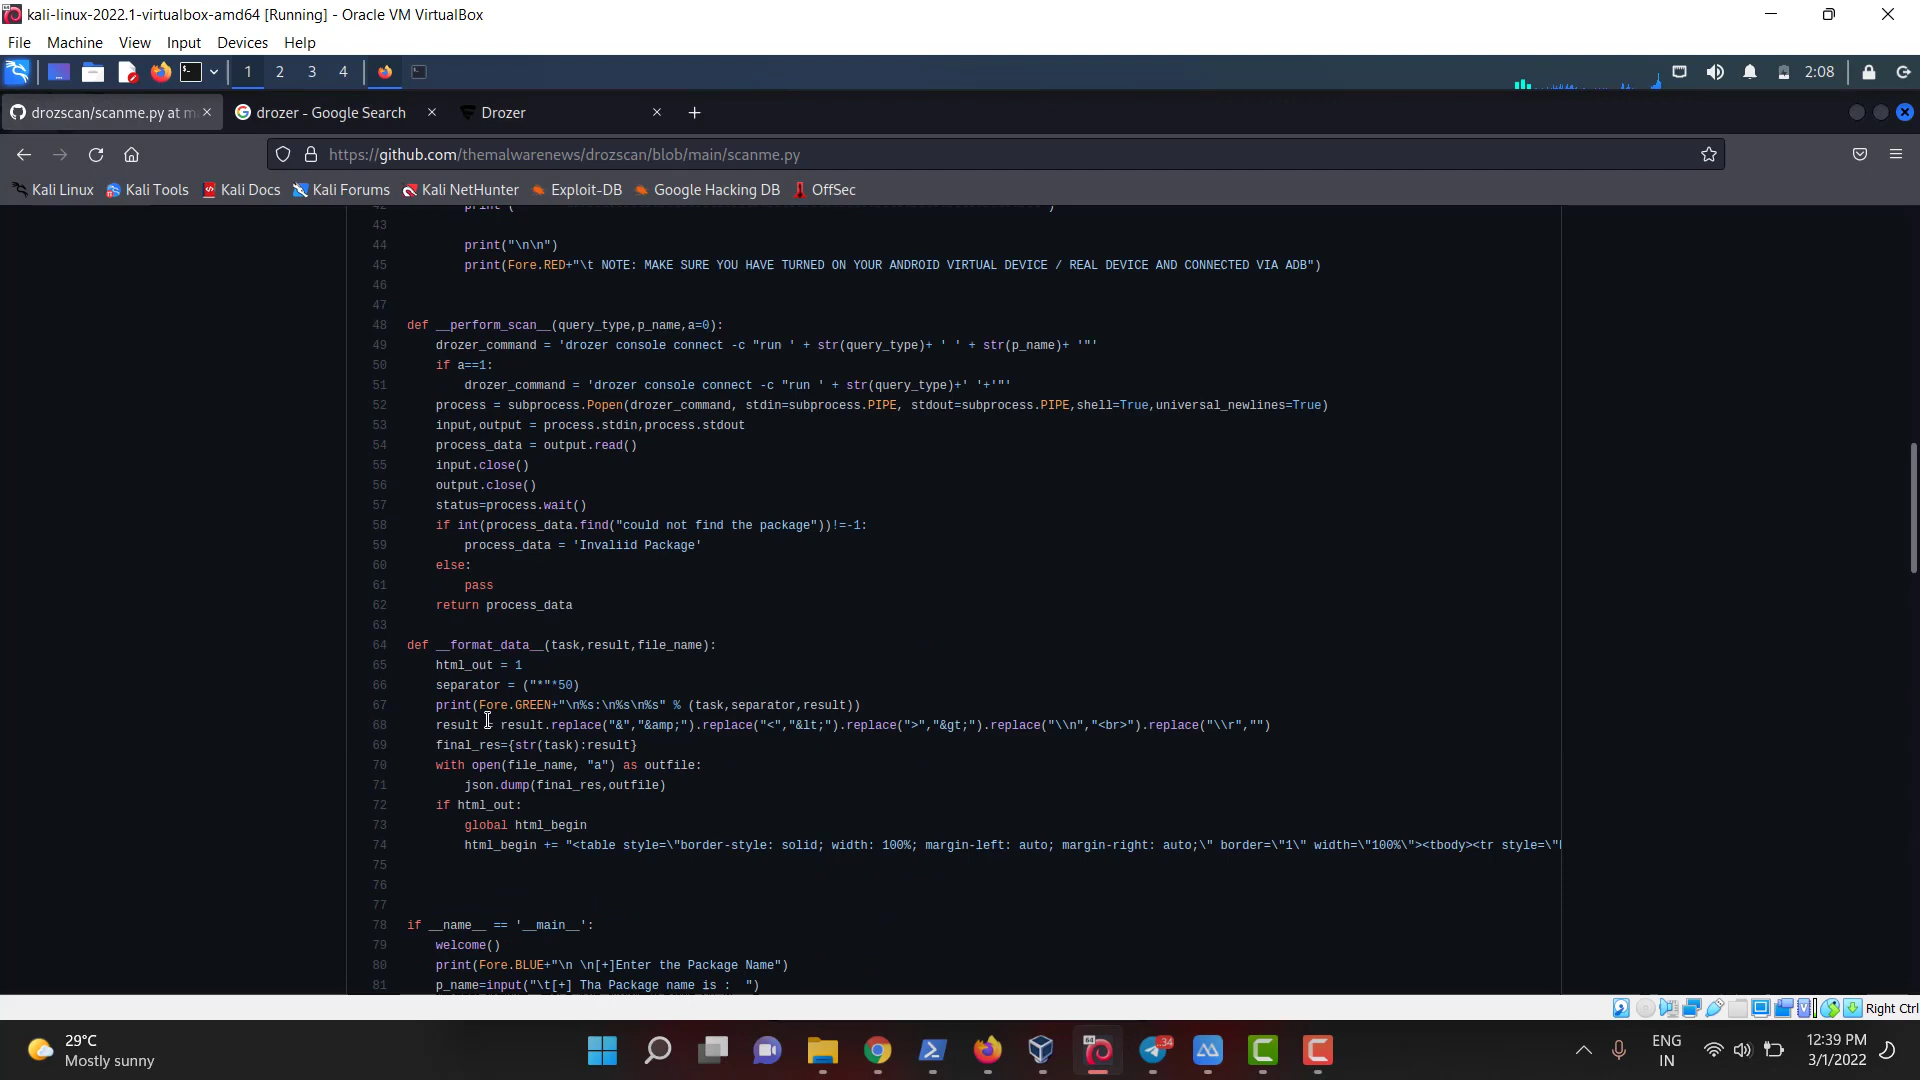 kali-linux-2022.1-virtualbox-amd64 [Running] - Oracle VM VirtualBox
File Machine View Input Devices Help
1 2 3 4 2:08
drozscan/scanme.py at m
drozer - Google Search
Drozer
https://github.com/themalwarenews/drozscan/blob/main/scanme.py
Kali Linux Kali Tools Kali Docs Kali Forums Kali NetHunter Exploit-DB Google Hacking DB OffSec
43
44 print("\n\n")
45 print(Fore.RED+"\t NOTE: MAKE SURE YOU HAVE TURNED ON YOUR ANDROID VIRTUAL DEVICE / REAL DEVICE AND CONNECTED VIA ADB")
46
47
48 def __perform_scan__(query_type,p_name,a=0):
49 drozer_command = 'drozer console connect -c "run ' + str(query_type)+ ' ' + str(p_name)+ '"'
50 if a==1:
51 drozer_command = 'drozer console connect -c "run ' + str(query_type)+' '+'"'
52 process = subprocess.Popen(drozer_command, stdin=subprocess.PIPE, stdout=subprocess.PIPE,shell=True,universal_newlines=True)
53 input,output = process.stdin,process.stdout
54 process_data = output.read()
55 input.close()
56 output.close()
57 status=process.wait()
58 if int(process_data.find("could not find the package"))!=-1:
59 process_data = 'Invaliid Package'
60 else:
61 pass
62 return process_data
63
64 def __format_data__(task,result,file_name):
65 html_out = 1
66 separator = ("*"*50)
67 print(Fore.GREEN+"\n%s:\n%s\n%s" % (task,separator,result))
68 result = result.replace("&","&amp;").replace("<","&lt;").replace(">","&gt;").replace("\\n","<br>").replace("\\r","")
69 final_res={str(task):result}
70 with open(file_name, "a") as outfile:
71 json.dump(final_res,outfile)
72 if html_out:
73 global html_begin
74 html_begin += "<table style=\"border-style: solid; width: 100%; margin-left: auto; margin-right: auto;\" border=\"1\" width=\"100%\"><tbody><tr style=\"
75
76
77
78 if __name__ == '__main__':
79 welcome()
80 print(Fore.BLUE+"\n \n[+]Enter the Package Name")
81 p_name=input("\t[+] Tha Package name is : ")
Right Ctrl
29°C
Mostly sunny
64
34
ENG
IN
12:39 PM
3/1/2022